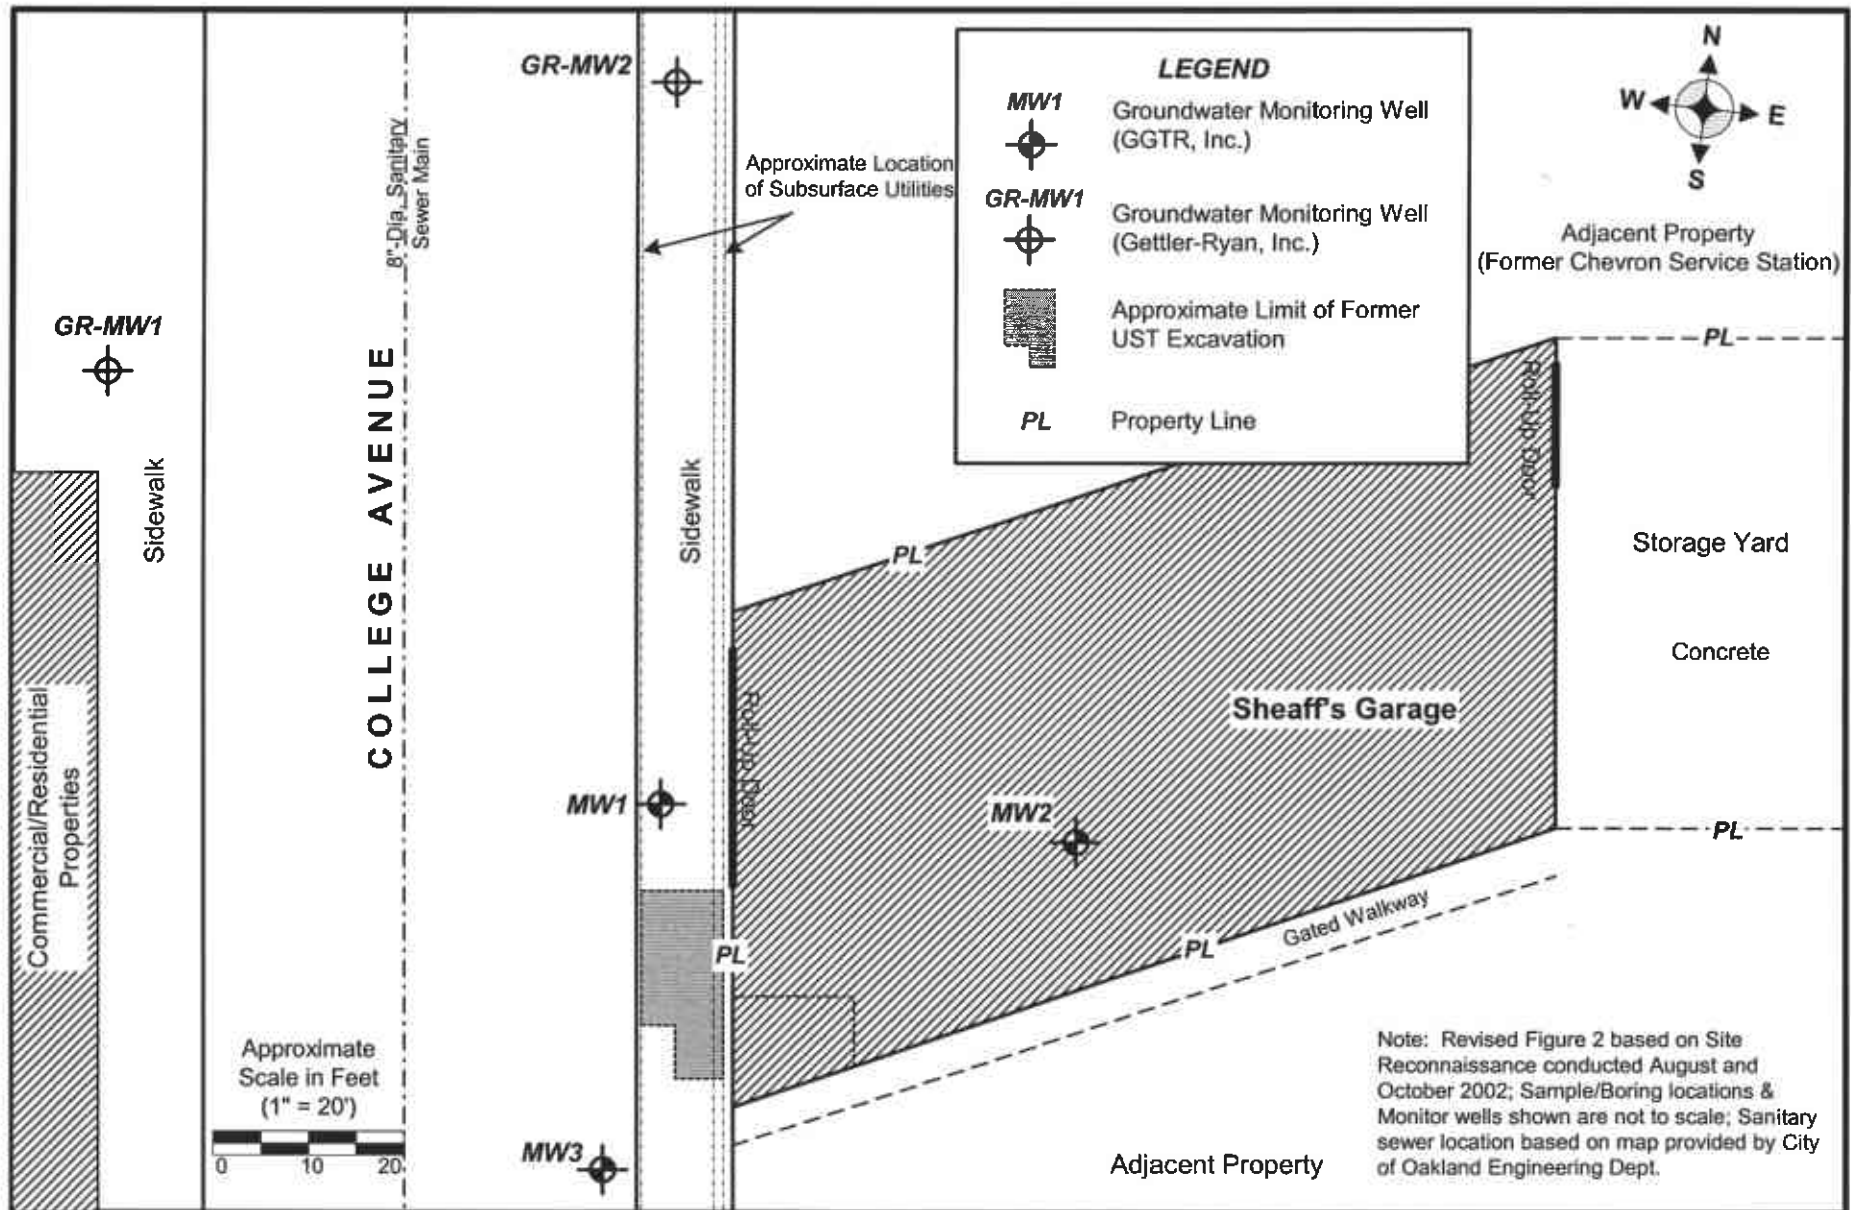 GR-MW2
8"-Dia. Sanitary
Sewer Main
Approximate Location
of Subsurface Utilities
LEGEND
MW1
Groundwater Monitoring Well
(GGTR, Inc.)
GR-MW1
Groundwater Monitoring Well
(Gettler-Ryan, Inc.)
Approximate Limit of Former
UST Excavation
PL
Property Line
N
W
E
S
Adjacent Property
(Former Chevron Service Station)
GR-MW1
COLLEGE AVENUE
Sidewalk
Sidewalk
PL
PL
Roll-Up Door
Storage Yard
Concrete
Sheaff's Garage
Roll-Up Door
Commercial/Residential
Properties
MW1
MW2
PL
PL
PL
Gated Walkway
Approximate
Scale in Feet
(1" = 20')
0 10 20
MW3
Adjacent Property
Note: Revised Figure 2 based on Site
Reconnaissance conducted August and
October 2002; Sample/Boring locations &
Monitor wells shown are not to scale; Sanitary
sewer location based on map provided by City
of Oakland Engineering Dept.